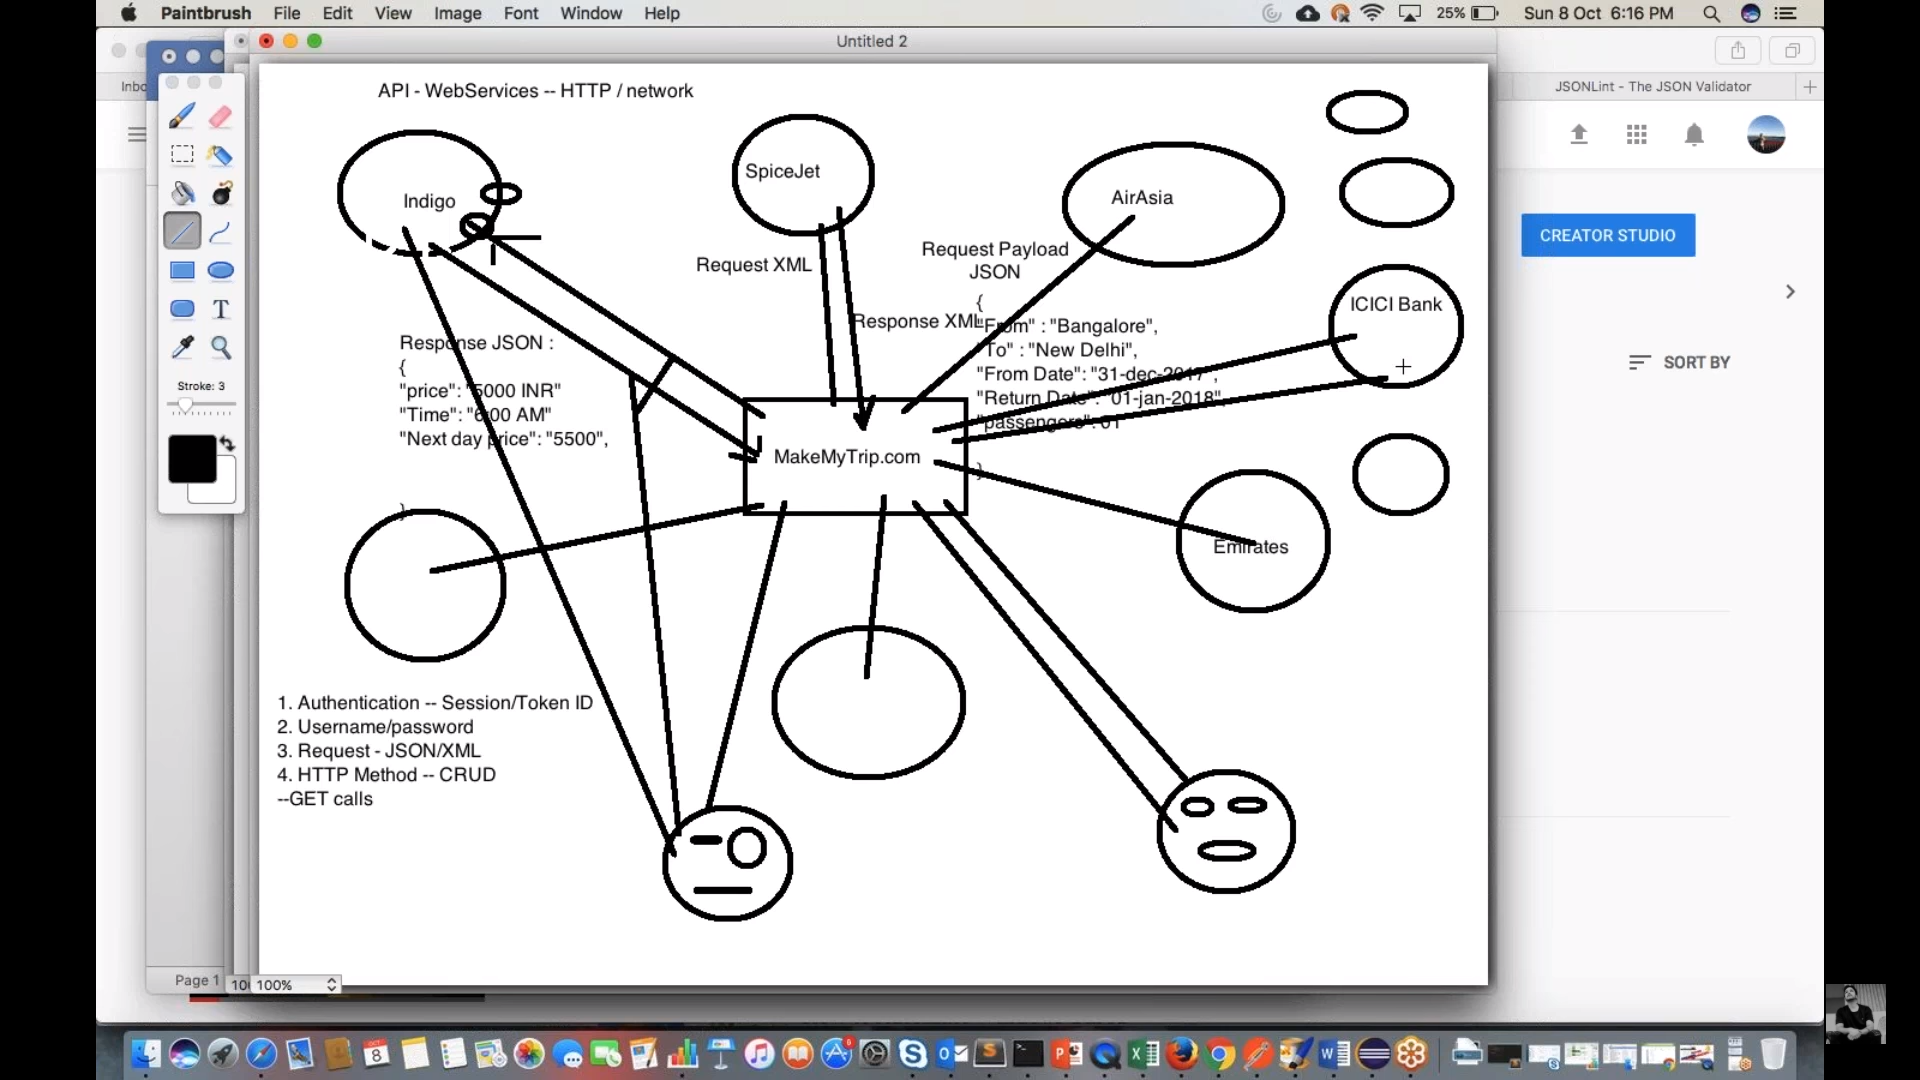 Paintbrush File Edit View Image Font Window Help
25% Sun 8 Oct 6:16 PM
Untitled 2
Inbo
JSONLint - The JSON Validator
API - WebServices -- HTTP / network
Indigo
SpiceJet
AirAsia
Request XML
Request Payload
JSON
{
"From" : "Bangalore",
"To" : "New Delhi",
"From Date": "31-dec-2017",
"Return Date": "01-jan-2018",
"passengers": 01
}
Response XML
ICICI Bank
CREATOR STUDIO
SORT BY
Response JSON :
{
"price": "5000 INR"
"Time": "6:00 AM"
"Next day price": "5500",
}
MakeMyTrip.com
Emirates
Stroke: 3
1. Authentication -- Session/Token ID
2. Username/password
3. Request - JSON/XML
4. HTTP Method -- CRUD
--GET calls
Page 1
100%